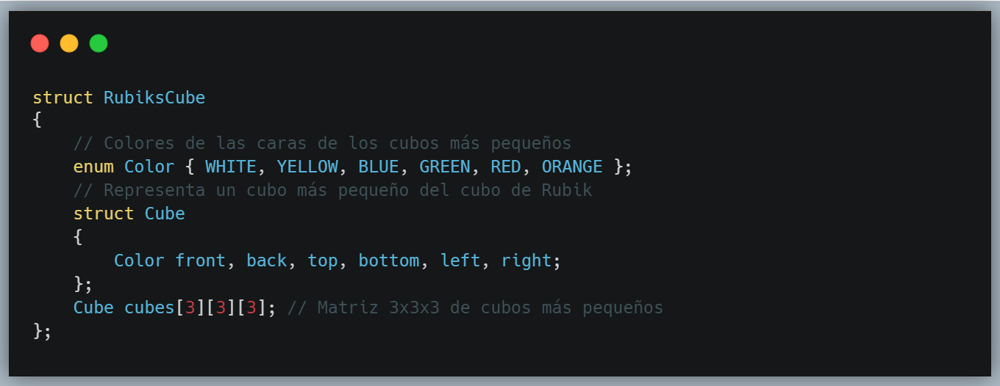 struct RubiksCube
{
    // Colores de las caras de los cubos más pequeños
    enum Color { WHITE, YELLOW, BLUE, GREEN, RED, ORANGE };
    // Representa un cubo más pequeño del cubo de Rubik
    struct Cube
    {
        Color front, back, top, bottom, left, right;
    };
    Cube cubes[3][3][3]; // Matriz 3x3x3 de cubos más pequeños
};